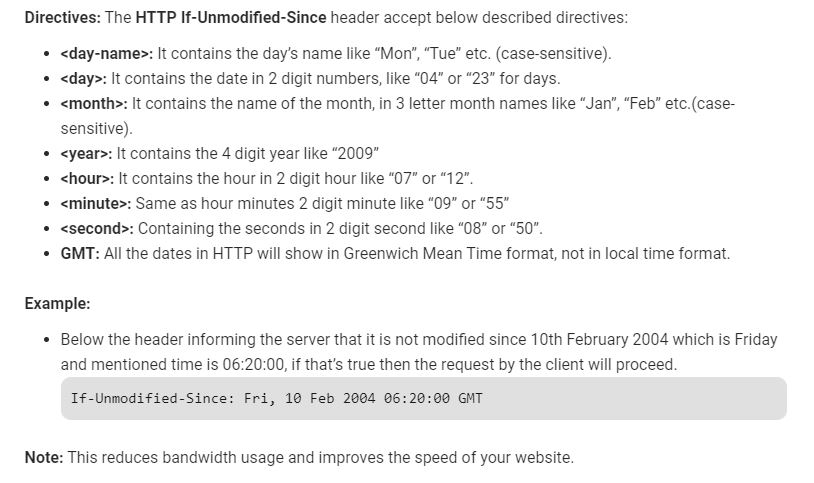 Directives: The HTTP If-Unmodified-Since header accept below described directives:
• <day-name>: It contains the day’s name like “Mon”, “Tue” etc. (case-sensitive).
• <day>: It contains the date in 2 digit numbers, like “04” or “23” for days.
• <month>: It contains the name of the month, in 3 letter month names like “Jan”, “Feb” etc.(case-
sensitive).
• <year>: It contains the 4 digit year like “2009”
• <hour>: It contains the hour in 2 digit hour like “07” or “12”.
• <minute>: Same as hour minutes 2 digit minute like “09” or “55”
• <second>: Containing the seconds in 2 digit second like “08” or “50”.
• GMT: All the dates in HTTP will show in Greenwich Mean Time format, not in local time format.
Example:
• Below the header informing the server that it is not modified since 10th February 2004 which is Friday
and mentioned time is 06:20:00, if that’s true then the request by the client will proceed.
If-Unmodified-Since: Fri, 10 Feb 2004 06:20:00 GMT
Note: This reduces bandwidth usage and improves the speed of your website.